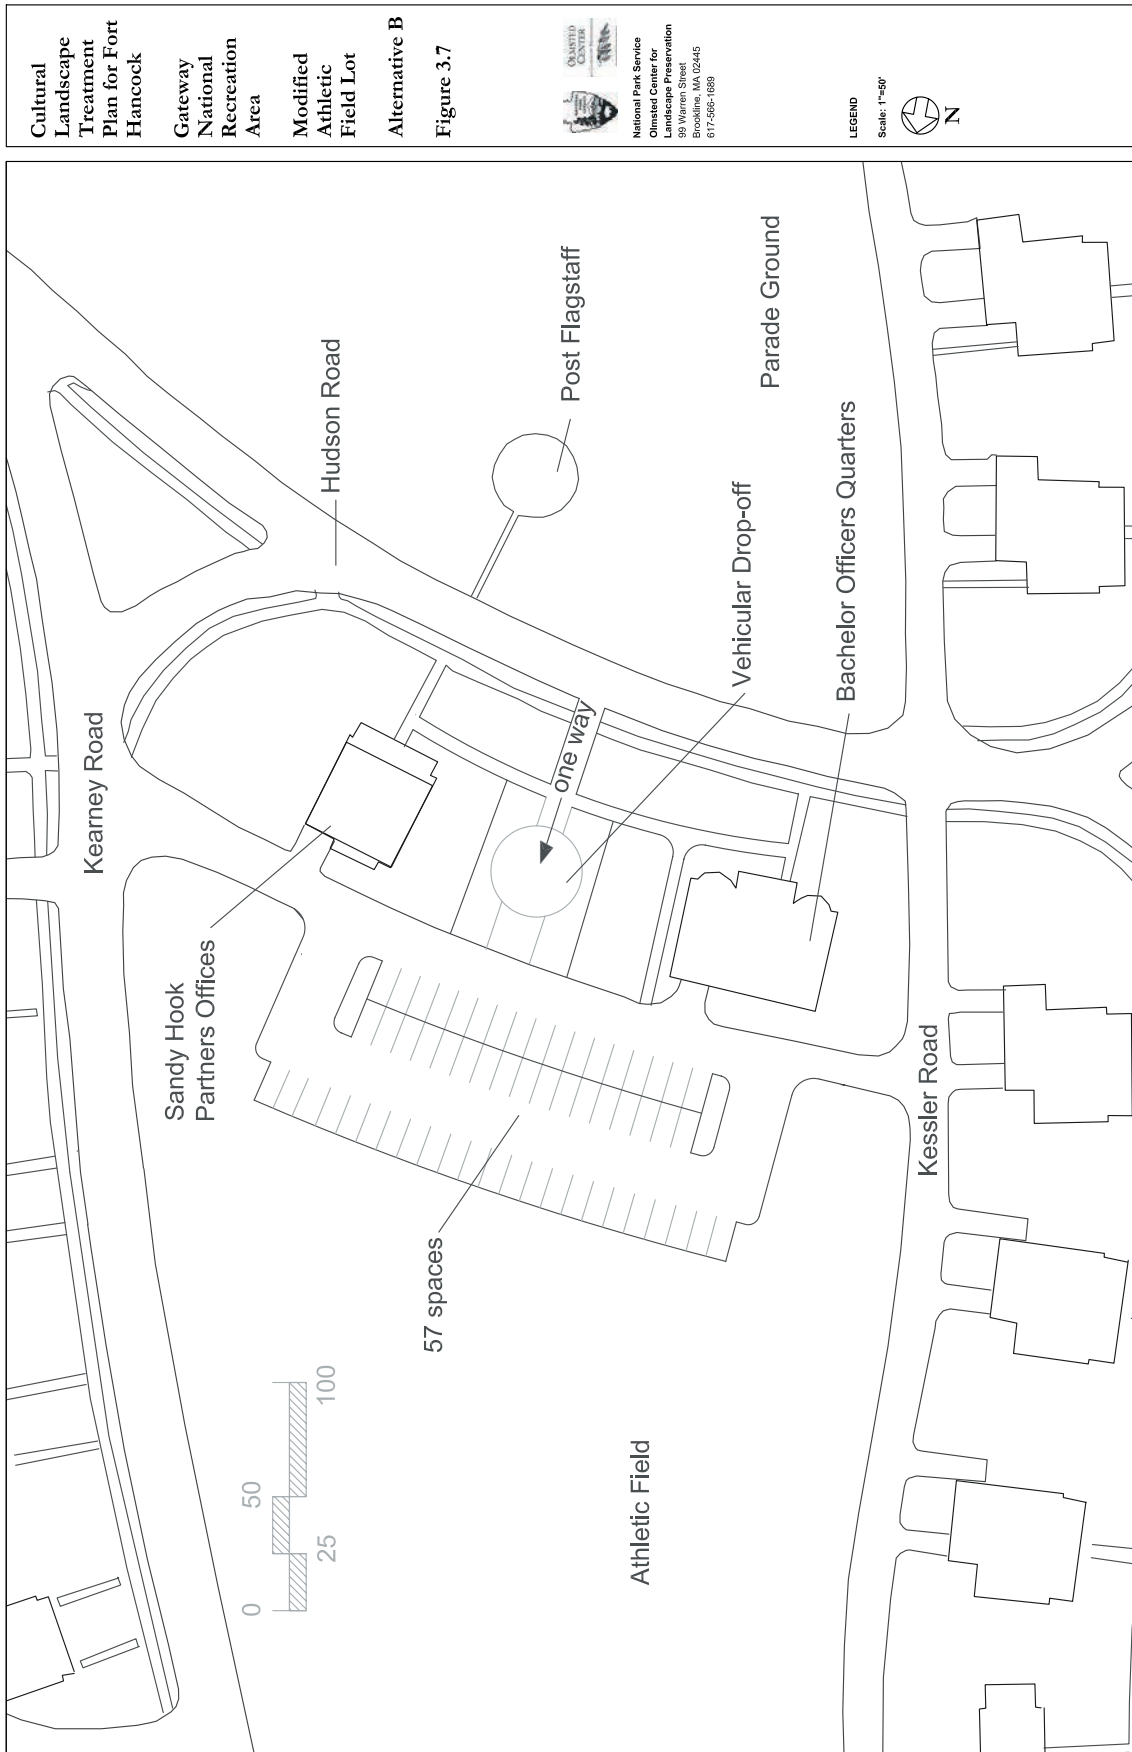 Cultural
Landscape
Treatment
Plan for Fort
Hancock
Gateway
National
Recreation
Area
Modified
Athletic
Field Lot
Alternative B
Figure 3.7
OLMSTED
CENTER
National Park Service
Olmsted Center for
Landscape Preservation
99 Warren Street
Brookline, MA 02445
617-566-1689
LEGEND
Scale: 1"=50'
N
Kearney Road
Hudson Road
Post Flagstaff
Parade Ground
Vehicular Drop-off
Bachelor Officers Quarters
one way
Sandy Hook
Partners Offices
57 spaces
Kessler Road
Athletic Field
0
25
50
100